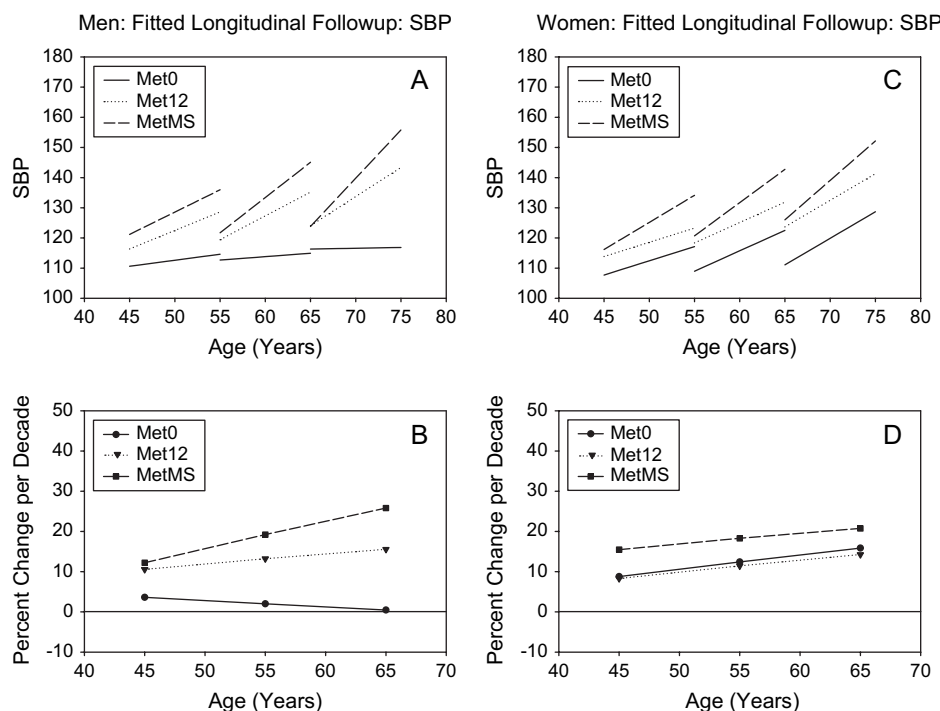 Men: Fitted Longitudinal Followup: SBP
180
170
160
150
140
130
120
110
100
SBP
Met0
Met12
MetMS
A
40 45 50 55 60 65 70 75 80
Age (Years)
Women: Fitted Longitudinal Followup: SBP
180
170
160
150
140
130
120
110
100
SBP
Met0
Met12
MetMS
C
40 45 50 55 60 65 70 75 80
Age (Years)
50
40
30
20
10
0
-10
Percent Change per Decade
Met0
Met12
MetMS
B
40 45 50 55 60 65 70
Age (Years)
50
40
30
20
10
0
-10
Percent Change per Decade
Met0
Met12
MetMS
D
40 45 50 55 60 65 70
Age (Years)